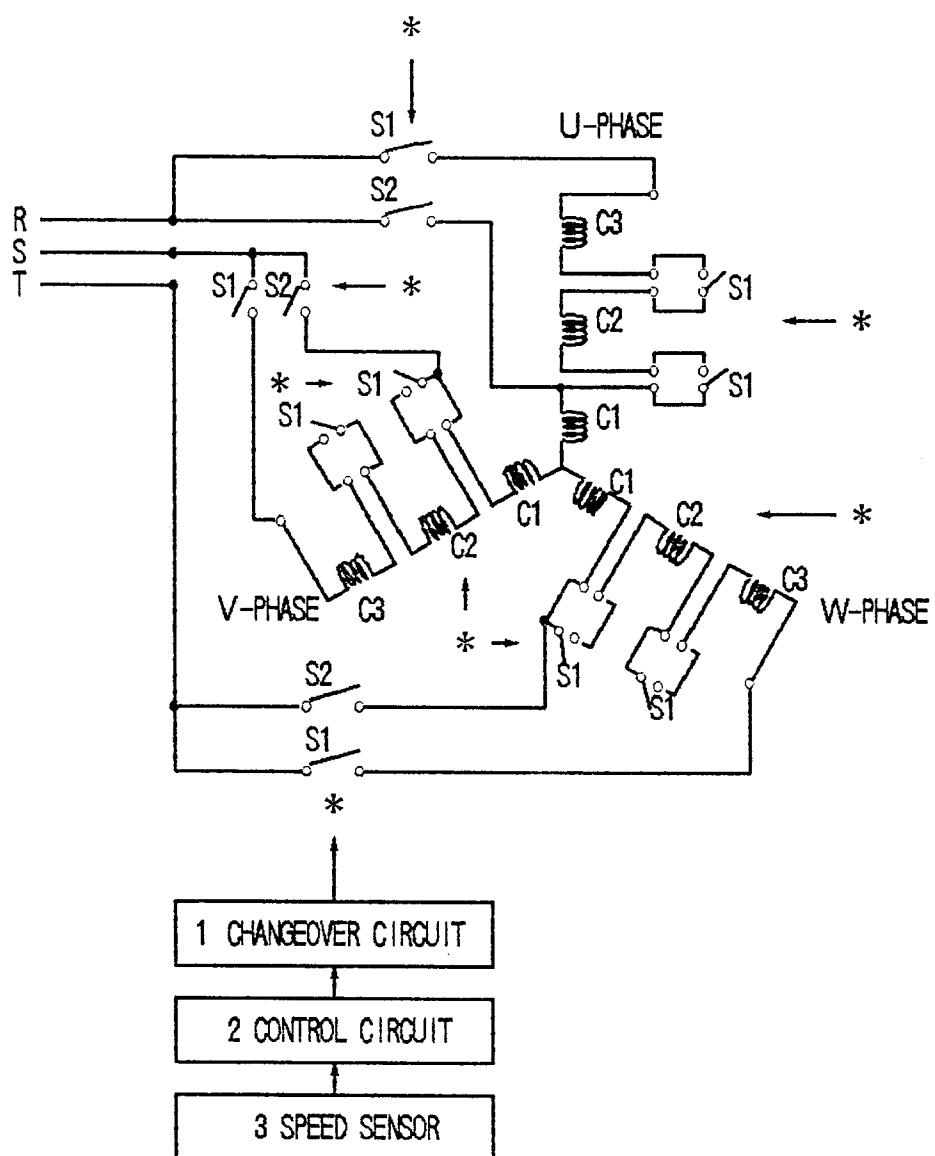 *
S1
U-PHASE
S2
C3
R
S
T
S1 S2 *
S1
C2
*
* S1
S1
S1
C1
C1
C1
C2
*
C2
C3
V-PHASE
C3
W-PHASE
*
S1
S2
S1
S1
*
1 CHANGEOVER CIRCUIT
2 CONTROL CIRCUIT
3 SPEED SENSOR